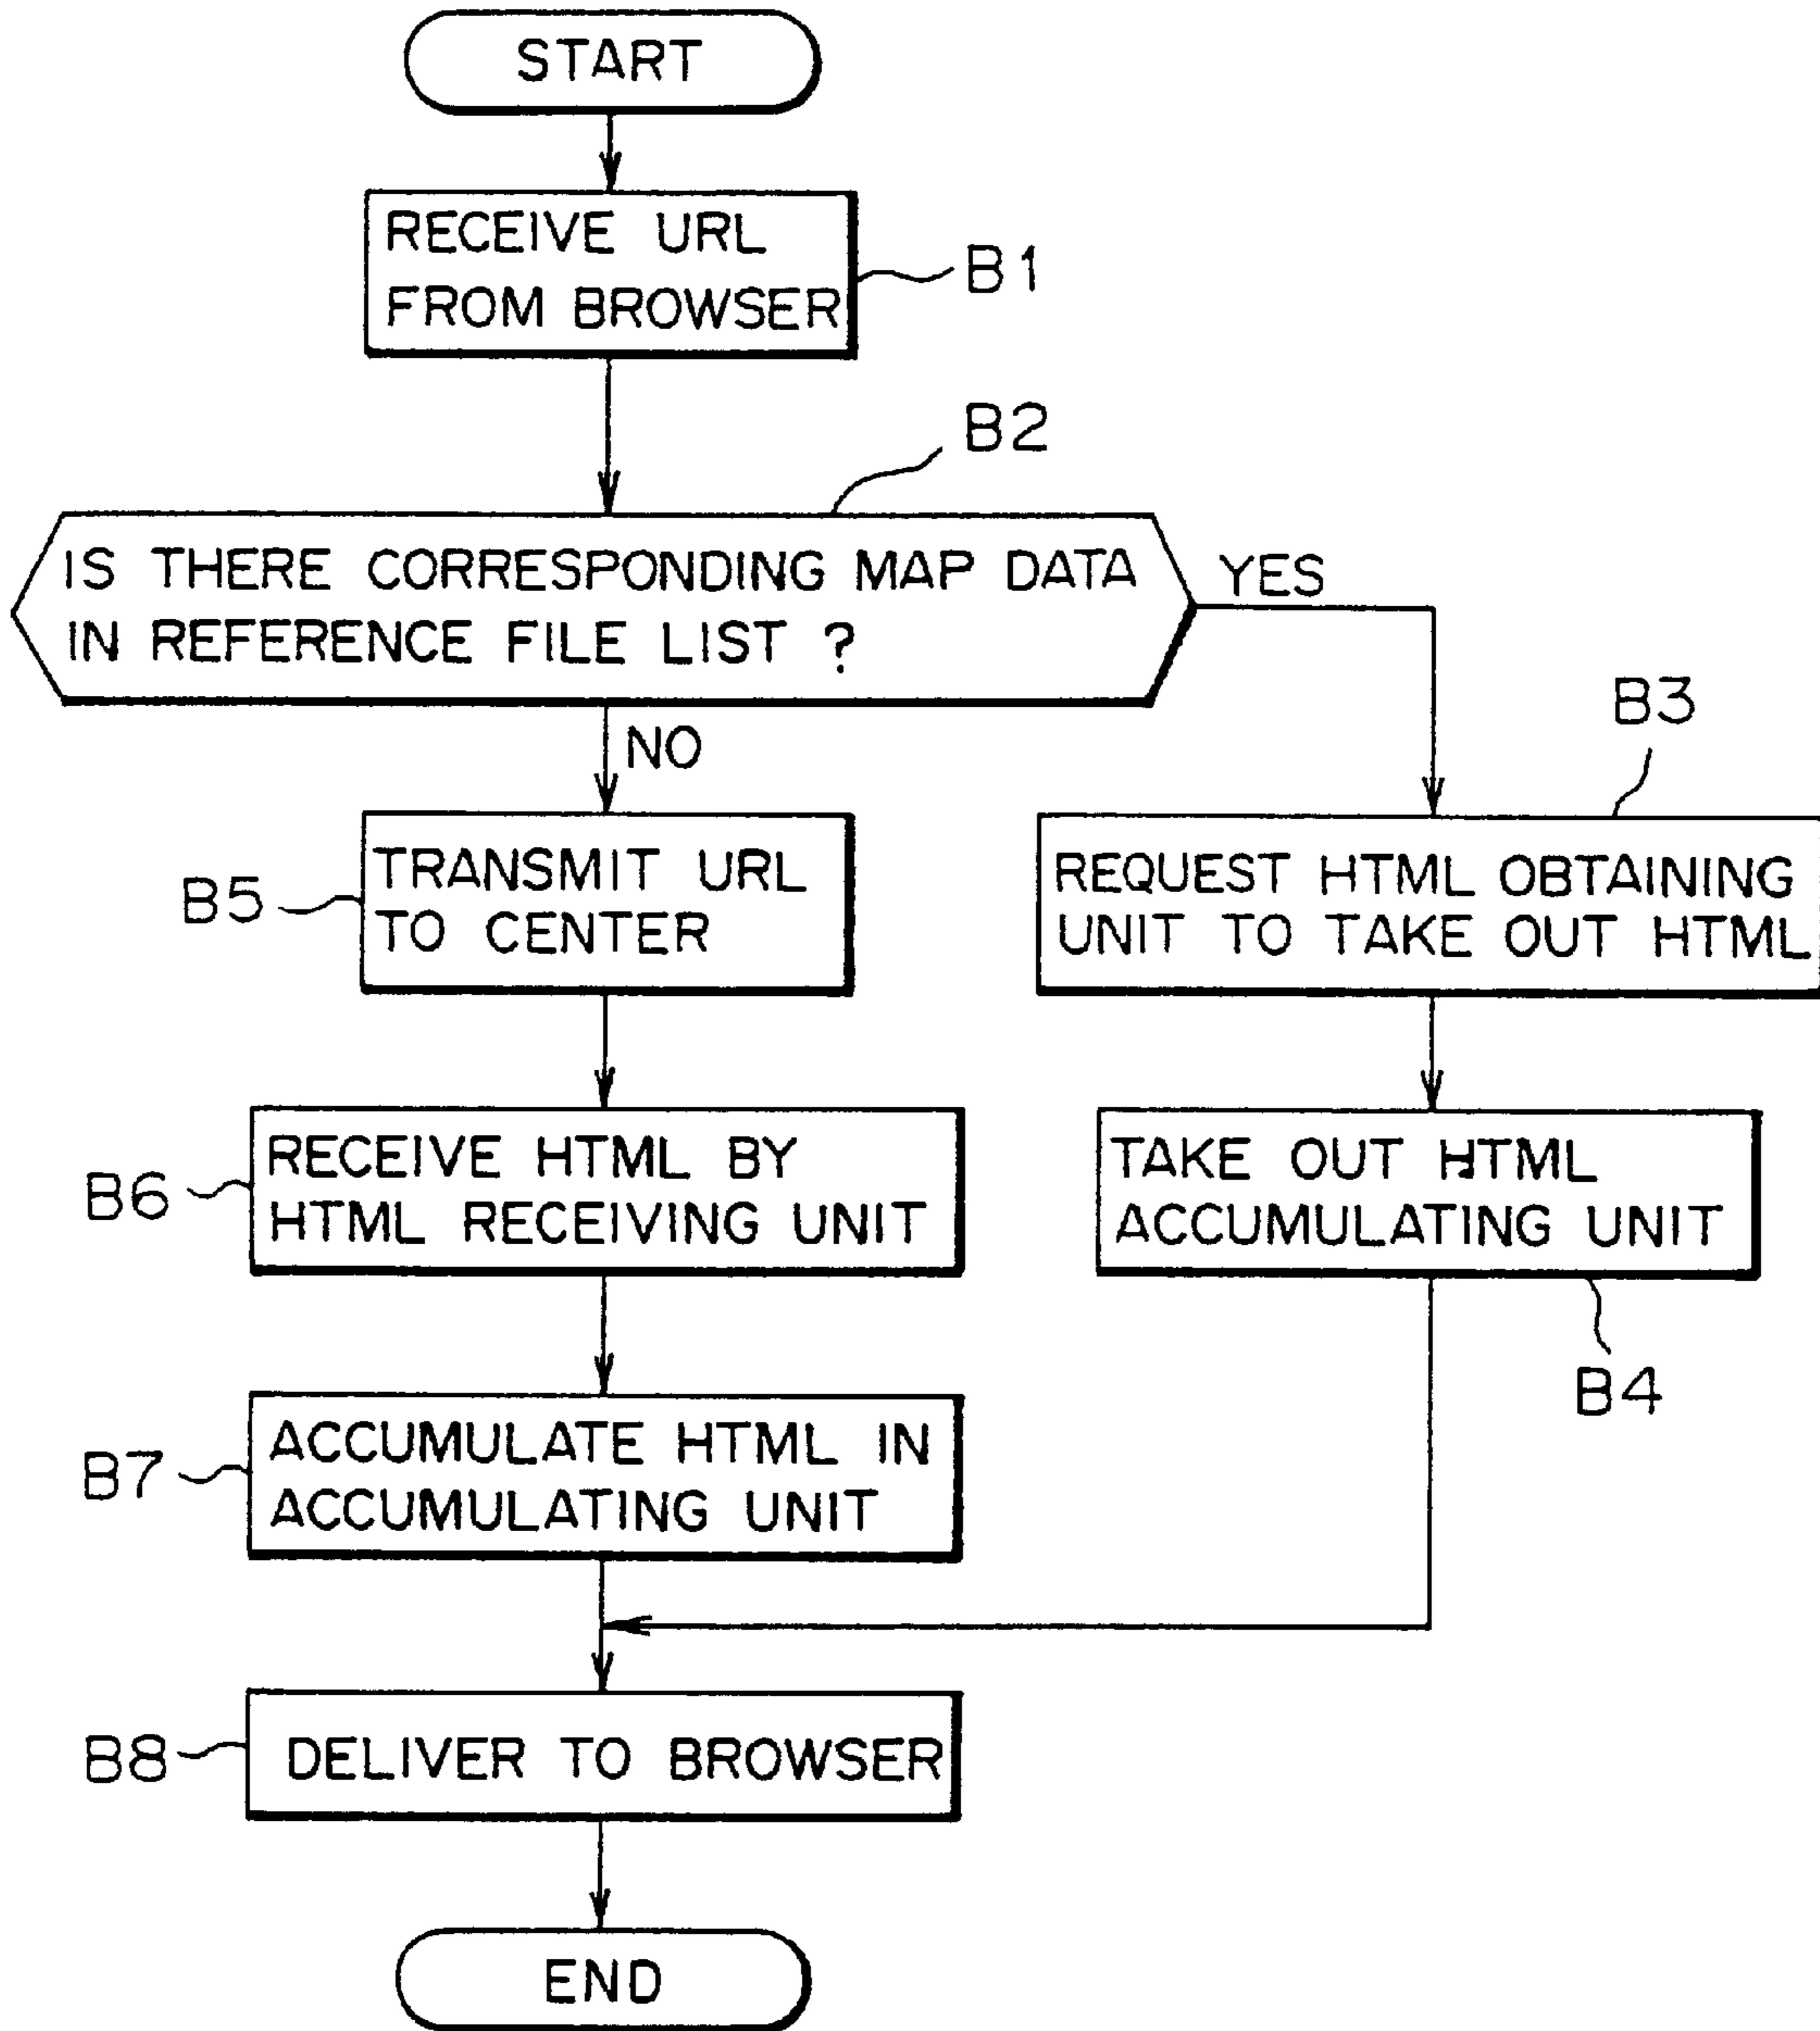 START
RECEIVE URL
FROM BROWSER
B1
B2
IS THERE CORRESPONDING MAP DATA
IN REFERENCE FILE LIST ?
YES
NO
B3
B5
TRANSMIT URL
TO CENTER
REQUEST HTML OBTAINING
UNIT TO TAKE OUT HTML
B6
RECEIVE HTML BY
HTML RECEIVING UNIT
TAKE OUT HTML
ACCUMULATING UNIT
B4
B7
ACCUMULATE HTML IN
ACCUMULATING UNIT
B8
DELIVER TO BROWSER
END